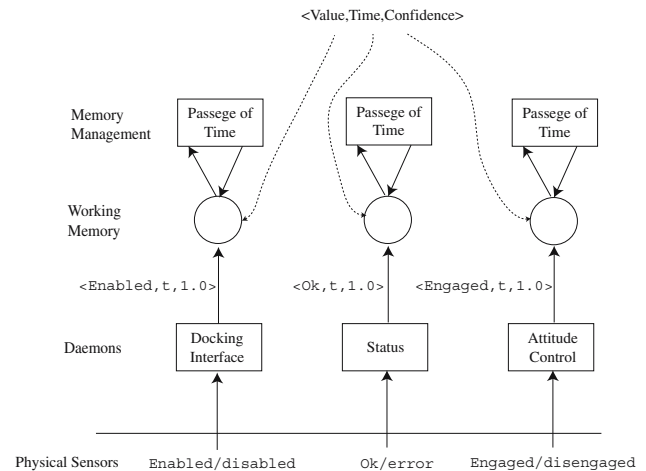 <Value,Time,Confidence>
Memory
Management
Passege of
Time
Passege of
Time
Passege of
Time
Working
Memory
<Enabled,t,1.0>
<Ok,t,1.0>
<Engaged,t,1.0>
Daemons
Docking
Interface
Status
Attitude
Control
Physical Sensors
Enabled/disabled
Ok/error
Engaged/disengaged